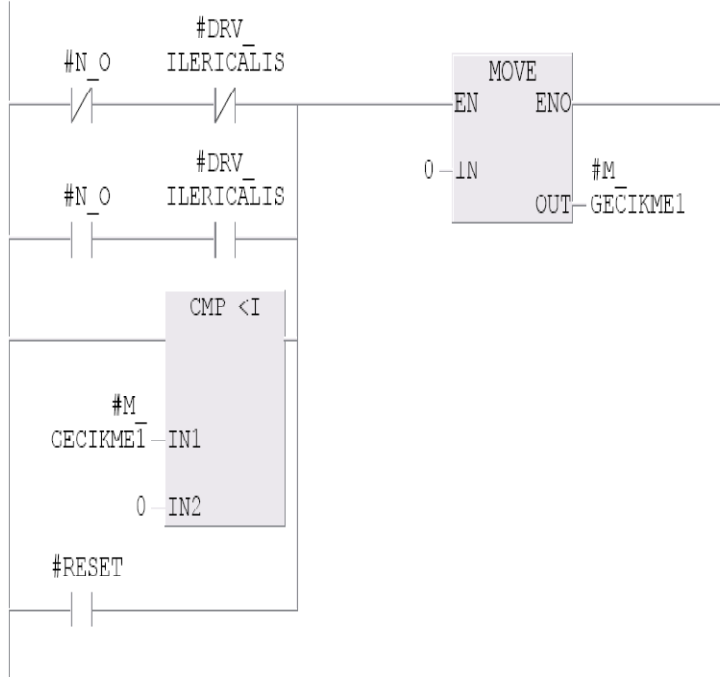 #DRV_
#N_O ILERICALIS
MOVE
EN ENO
#DRV_
#N_O ILERICALIS
0 IN
#M_
OUT GECIKME1
CMP <I
#M_
CECIKME1 IN1
0 IN2
#RESET